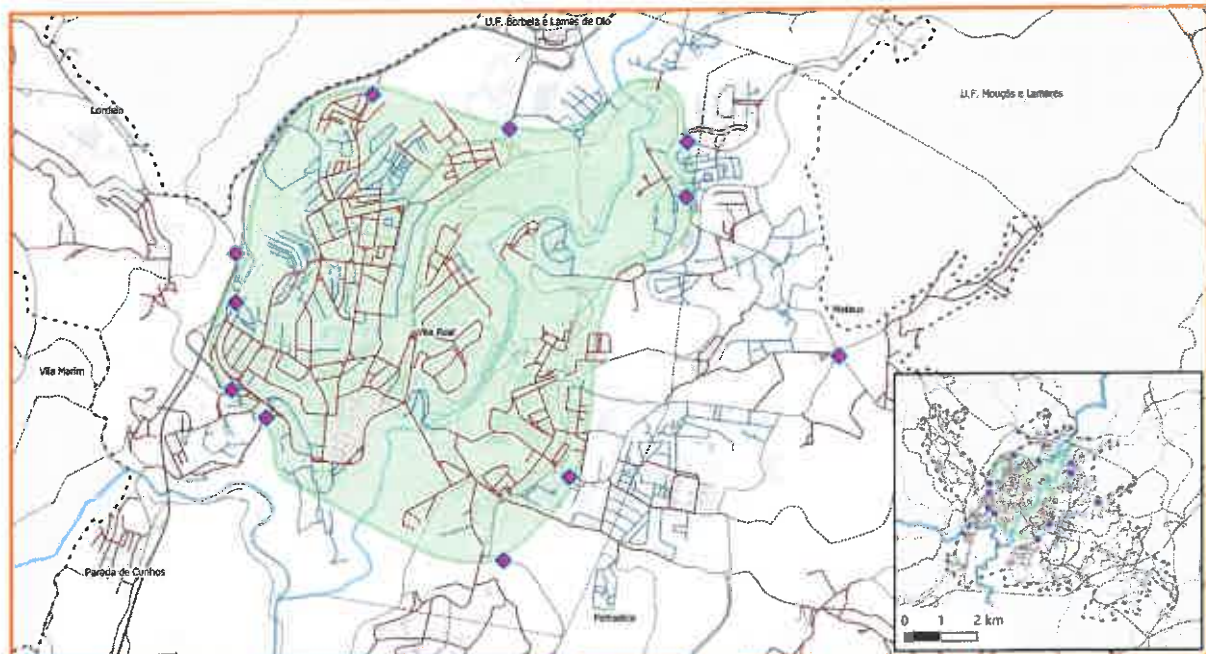 U.F. Borbela e Lamas de Olo
Lordelo
U.F. Mouçós e Lamares
Mateus
Vila Real
Vila Marim
Parada de Cunhos
Folhadela
0 1 2 km